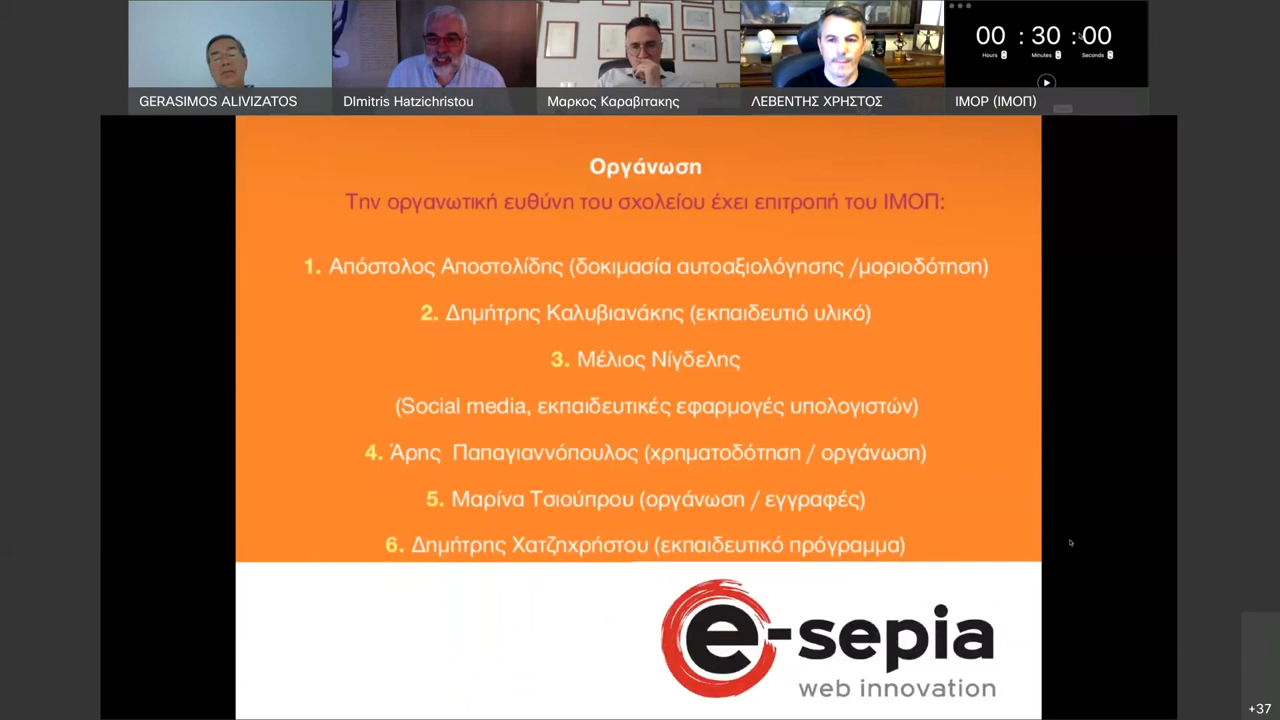 00 : 30 : 00
Hours Minutes Seconds
GERASIMOS ALIVIZATOS
DImitris Hatzichristou
Μαρκος Καραβιτακης
ΛΕΒΕΝΤΗΣ ΧΡΗΣΤΟΣ
IMOP (ΙΜΟΠ)
Οργάνωση
Την οργανωτική ευθύνη του σχολείου έχει επιτροπή του ΙΜΟΠ:
1. Απόστολος Αποστολίδης (δοκιμασία αυτοαξιολόγησης /μοριοδότηση)
2. Δημήτρης Καλυβιανάκης (εκπαιδευτιό υλικό)
3. Μέλιος Νίγδελης
(Social media, εκπαιδευτικές εφαρμογές υπολογιστών)
4. Άρης Παπαγιαννόπουλος (χρηματοδότηση / οργάνωση)
5. Μαρίνα Τσιούπρου (οργάνωση / εγγραφές)
6. Δημήτρης Χατζηχρήστου (εκπαιδευτικό πρόγραμμα)
e-sepia
web innovation
+37